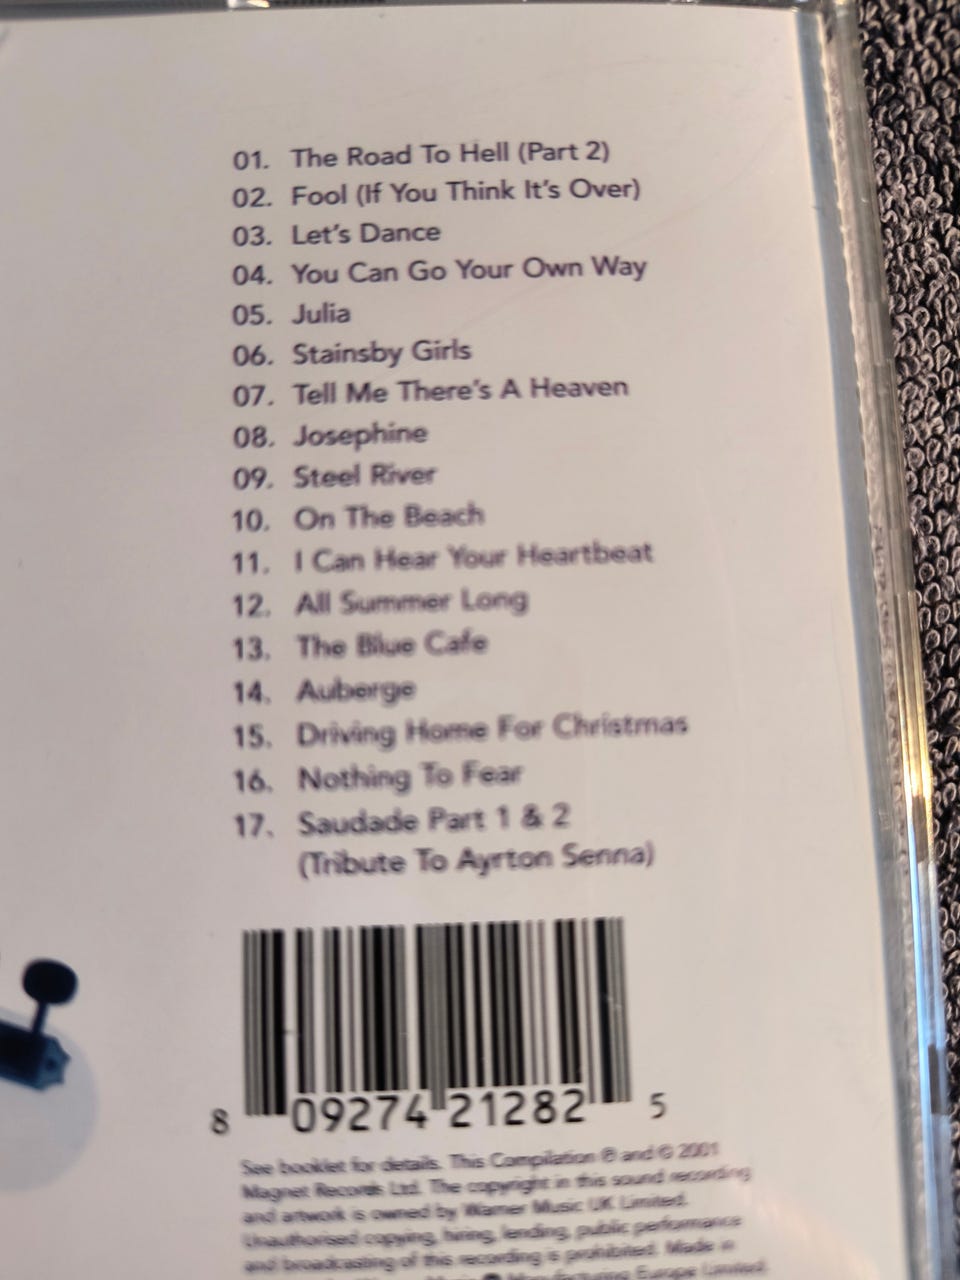 01. The Road To Hell (Part 2)
02. Fool (If You Think It's Over)
03. Let's Dance
04. You Can Go Your Own Way
05. Julia
06. Stainsby Girls
07. Tell Me There's A Heaven
08. Josephine
09. Steel River
10. On The Beach
11. I Can Hear Your Heartbeat
12. All Summer Long
13. The Blue Cafe
14. Auberge
15. Driving Home For Christmas
16. Nothing To Fear
17. Saudade Part 1 & 2
(Tribute To Ayrton Senna)
8 09274 21282 5
See booklet for details. This Compilation ℗ and © 2001
Magnet Records Ltd. The copyright in this sound recording
and artwork is owned by Warner Music UK Limited.
Unauthorised copying, hiring, lending, public performance
and broadcasting of this recording is prohibited. Made in
Manufacturing Europe Limited.